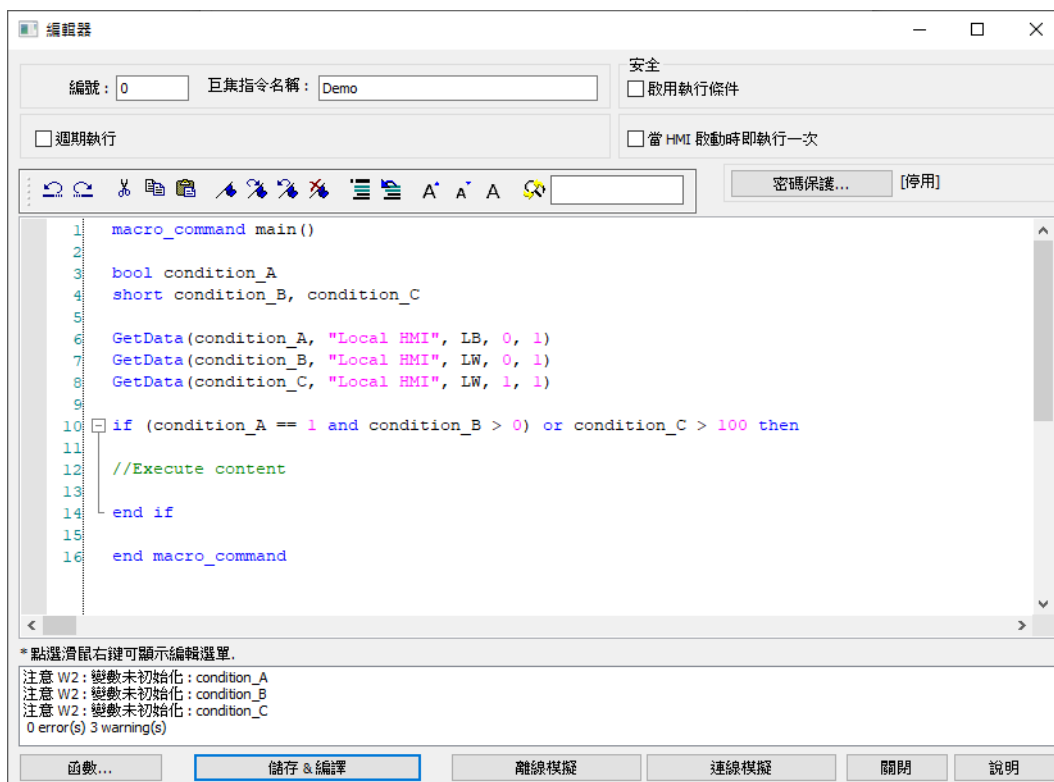 編輯器
編號：
0
巨集指令名稱：
Demo
安全
啟用執行條件
週期執行
當 HMI 啟動時即執行一次
密碼保護...
[停用]
A A A
1 macro_command main()
2
3 bool condition_A
4 short condition_B, condition_C
5
6 GetData(condition_A, "Local HMI", LB, 0, 1)
7 GetData(condition_B, "Local HMI", LW, 0, 1)
8 GetData(condition_C, "Local HMI", LW, 1, 1)
9
10 if (condition_A == 1 and condition_B > 0) or condition_C > 100 then
11
12 //Execute content
13
14 end if
15
16 end macro_command
*點選滑鼠右鍵可顯示編輯選單.
注意 W2 : 變數未初始化 : condition_A
注意 W2 : 變數未初始化 : condition_B
注意 W2 : 變數未初始化 : condition_C
0 error(s) 3 warning(s)
函數...
儲存 & 編譯
離線模擬
連線模擬
關閉
說明